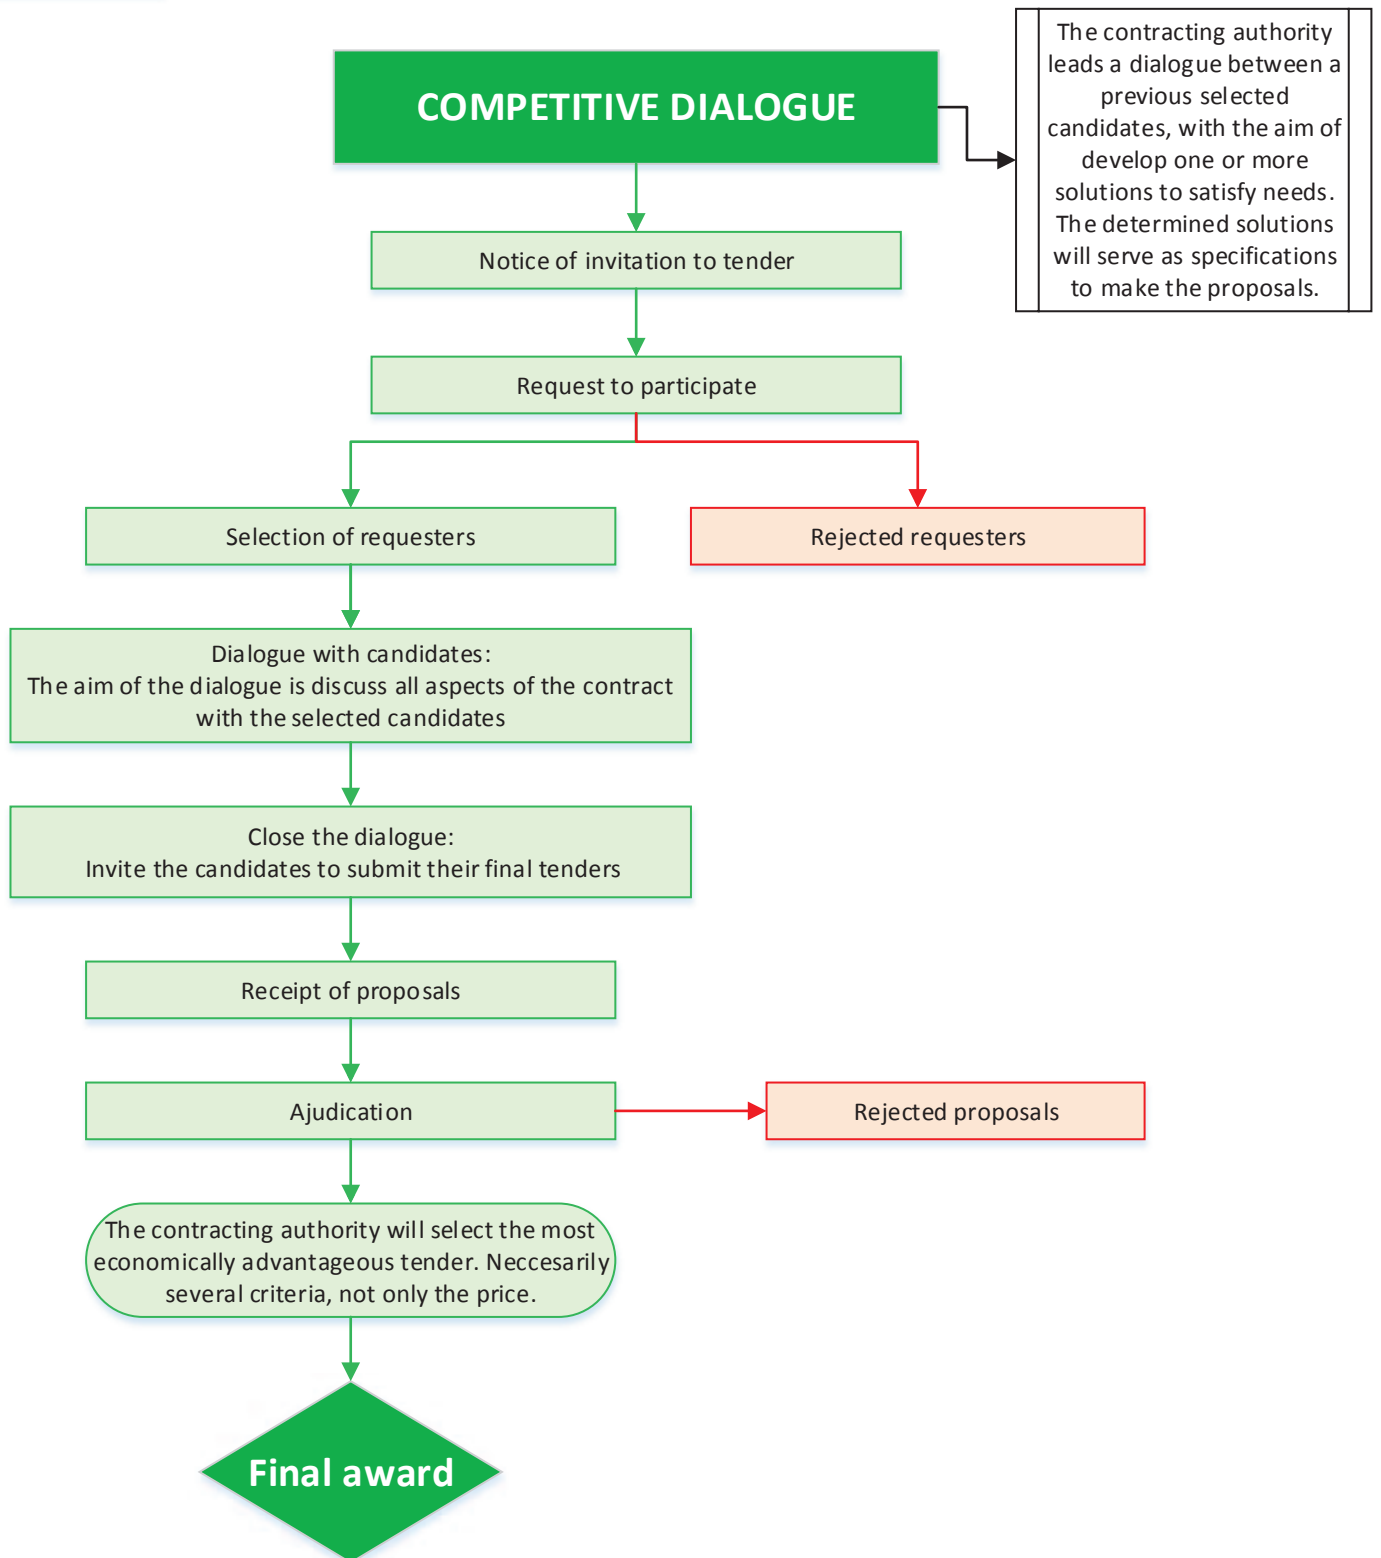 COMPETITIVE DIALOGUE
The contracting authority
leads a dialogue between a
previous selected
candidates, with the aim of
develop one or more
solutions to satisfy needs.
The determined solutions
will serve as specifications
to make the proposals.
Notice of invitation to tender
Request to participate
Selection of requesters
Rejected requesters
Dialogue with candidates:
The aim of the dialogue is discuss all aspects of the contract
with the selected candidates
Close the dialogue:
Invite the candidates to submit their final tenders
Receipt of proposals
Ajudication
Rejected proposals
The contracting authority will select the most
economically advantageous tender. Neccesarily
several criteria, not only the price.
Final award